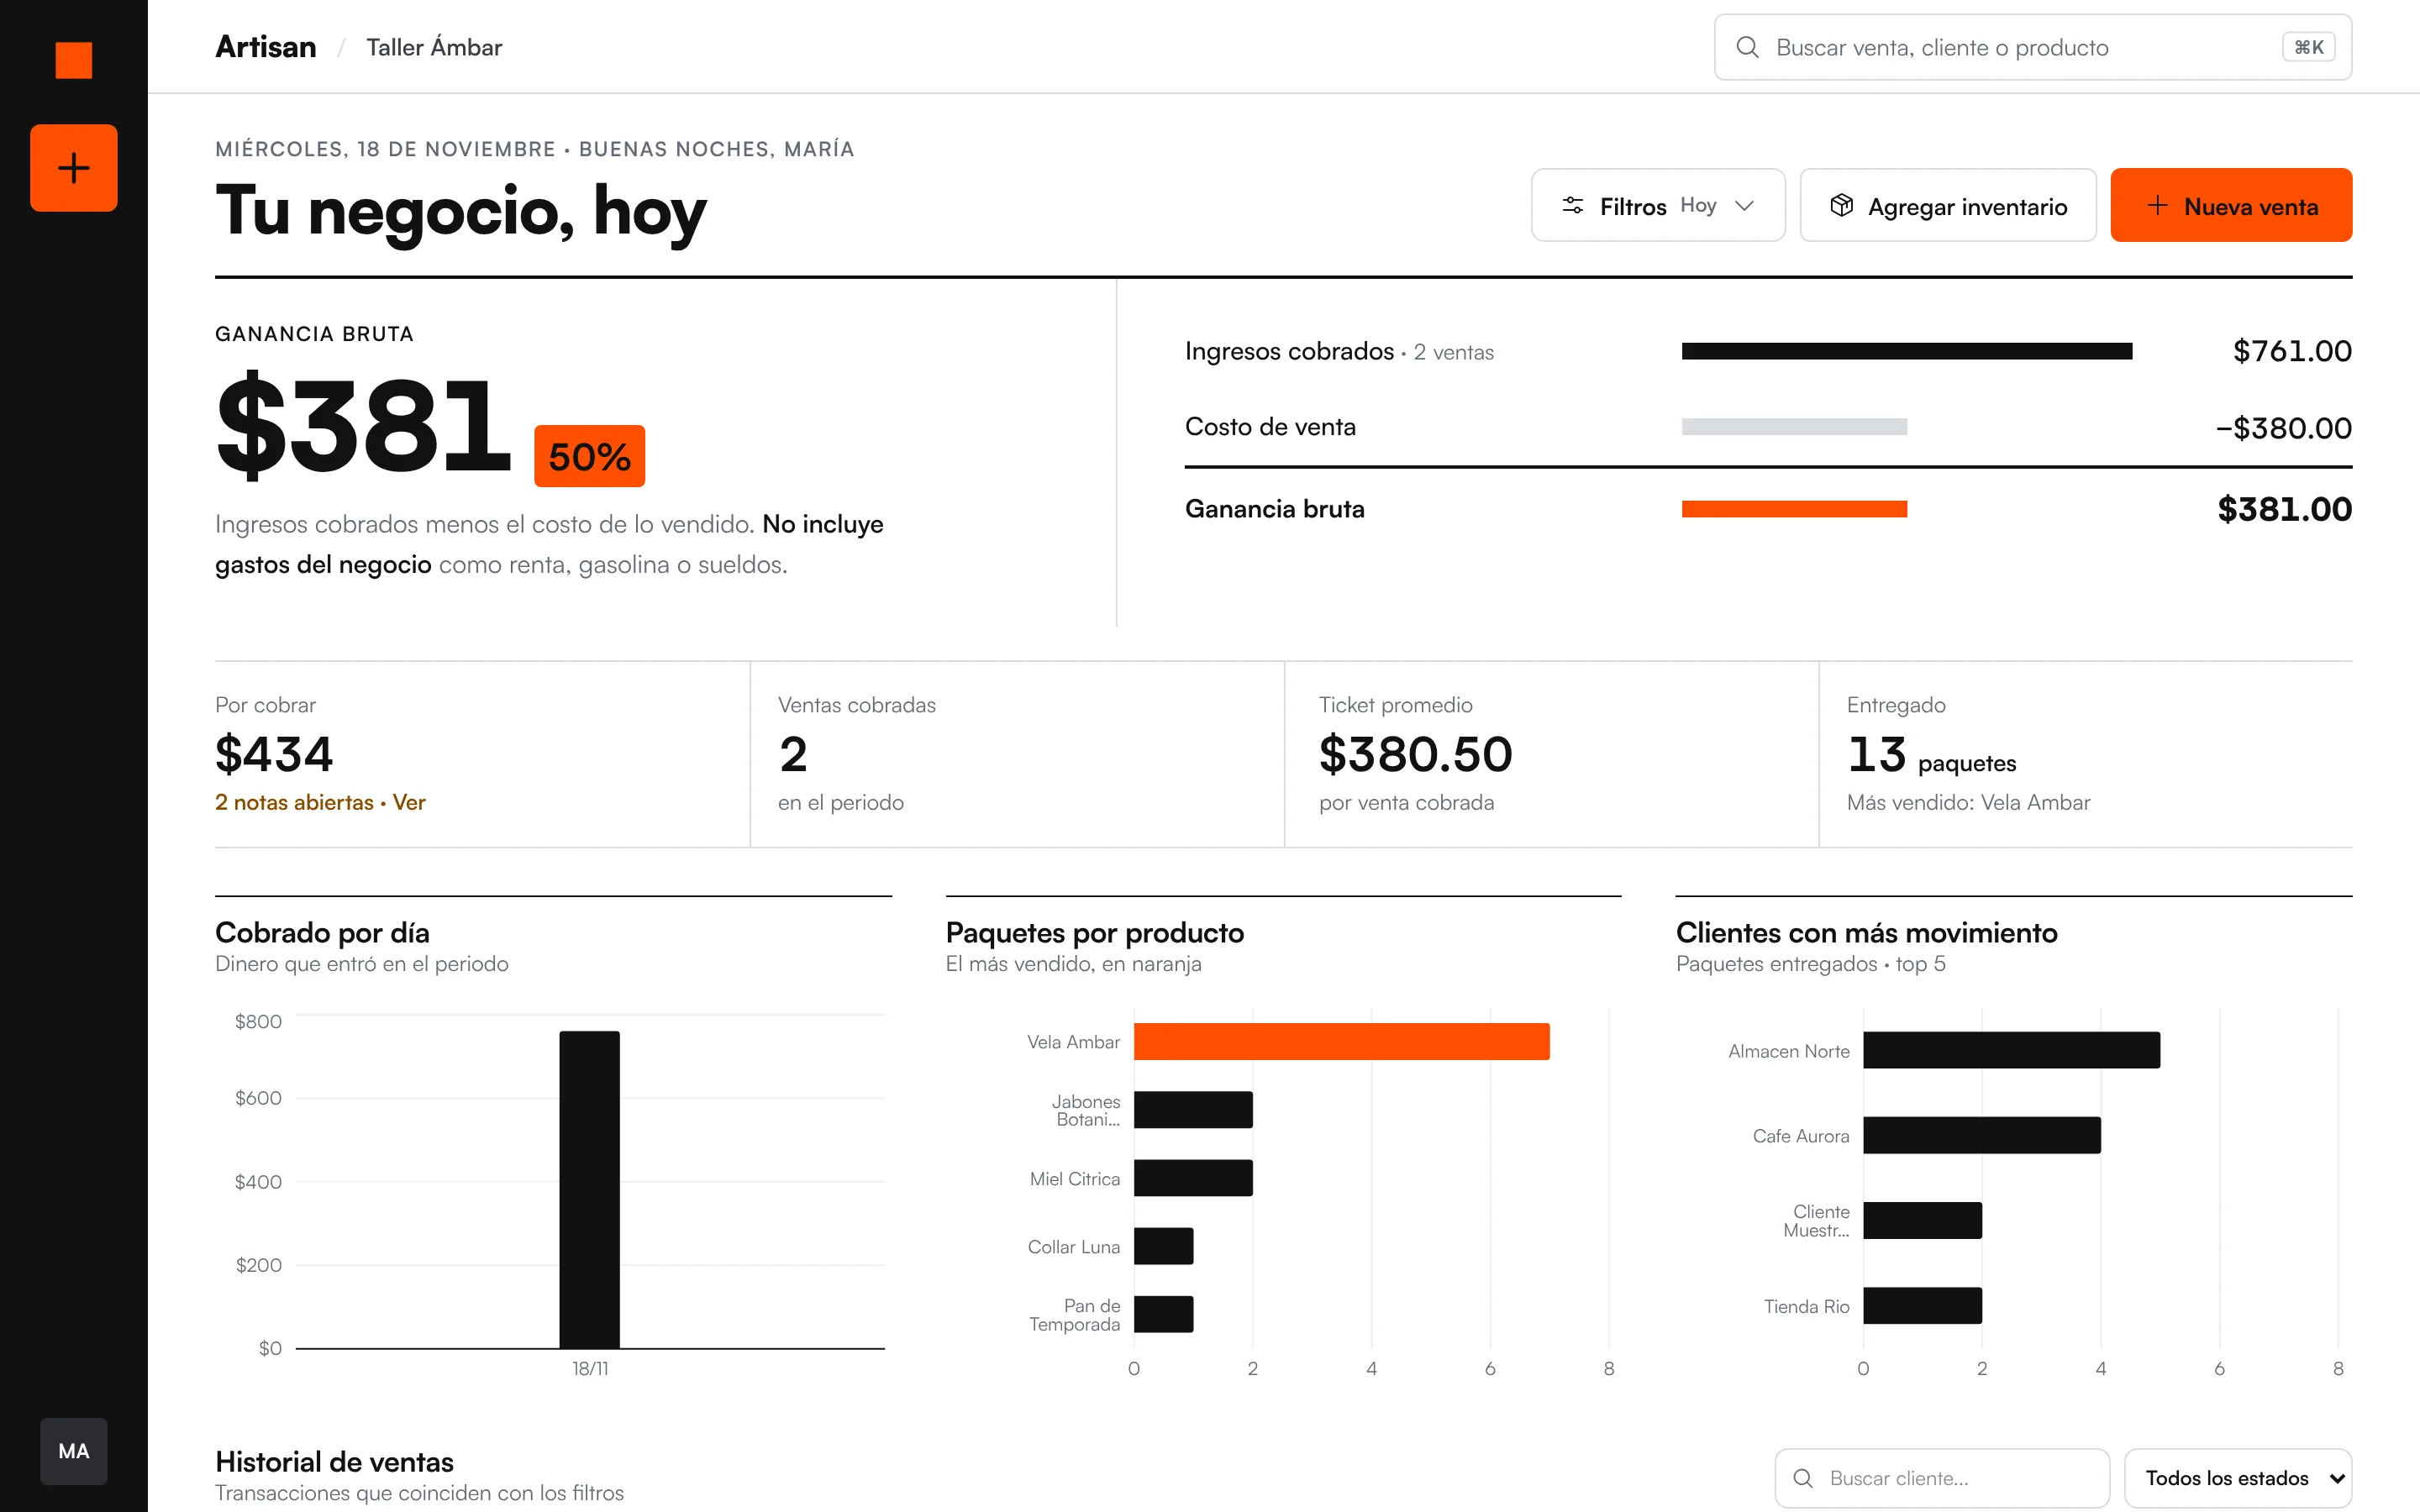 Artisan / Taller Ámbar
Buscar venta, cliente o producto ⌘K
MIÉRCOLES, 18 DE NOVIEMBRE • BUENAS NOCHES, MARÍA
Tu negocio, hoy
Filtros Hoy
Agregar inventario
+ Nueva venta
GANANCIA BRUTA
$381 50%
Ingresos cobrados menos el costo de lo vendido. No incluye
gastos del negocio como renta, gasolina o sueldos.
Ingresos cobrados · 2 ventas $761.00
Costo de venta −$380.00
Ganancia bruta $381.00
Por cobrar
$434
2 notas abiertas · Ver
Ventas cobradas
2
en el periodo
Ticket promedio
$380.50
por venta cobrada
Entregado
13 paquetes
Más vendido: Vela Ambar
Cobrado por día
Dinero que entró en el periodo
$800
$600
$400
$200
$0
18/11
Paquetes por producto
El más vendido, en naranja
Vela Ambar
Jabones
Botani...
Miel Citrica
Collar Luna
Pan de
Temporada
0 2 4 6 8
Clientes con más movimiento
Paquetes entregados · top 5
Almacen Norte
Cafe Aurora
Cliente
Muestr...
Tienda Rio
0 2 4 6 8
MA
Historial de ventas
Transacciones que coinciden con los filtros
Buscar cliente...
Todos los estados